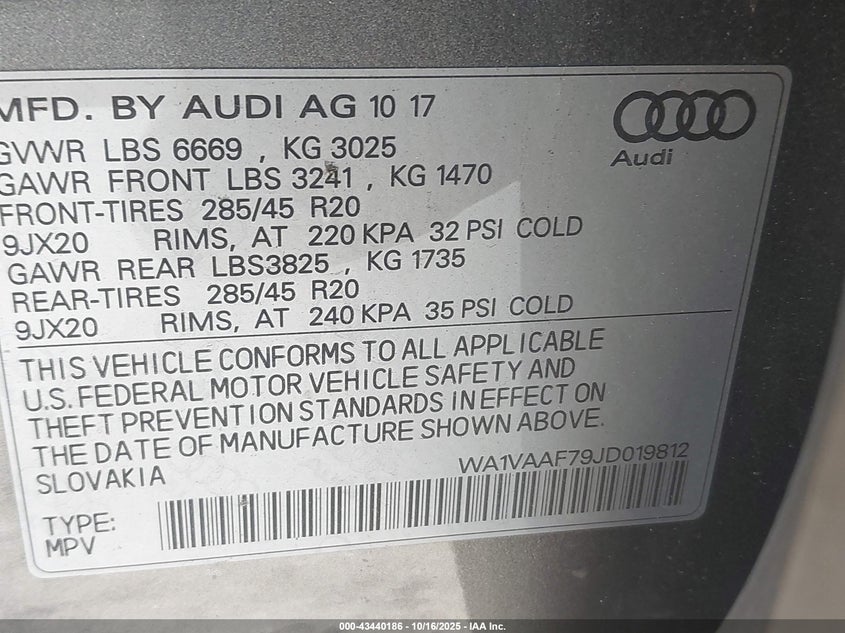 MFD. BY AUDI AG 10 17
GVWR LBS 6669 , KG 3025
GAWR FRONT LBS 3241 , KG 1470
FRONT-TIRES 285/45 R20
9JX20 RIMS, AT 220 KPA 32 PSI COLD
GAWR REAR LBS3825 , KG 1735
REAR-TIRES 285/45 R20
9JX20 RIMS, AT 240 KPA 35 PSI COLD
Audi
THIS VEHICLE CONFORMS TO ALL APPLICABLE
U.S. FEDERAL MOTOR VEHICLE SAFETY AND
THEFT PREVENTION STANDARDS IN EFFECT ON
THE DATE OF MANUFACTURE SHOWN ABOVE.
SLOVAKIA
WA1VAAF79JD019812
TYPE:
MPV
000-43440186 - 10/16/2025 - IAA Inc.